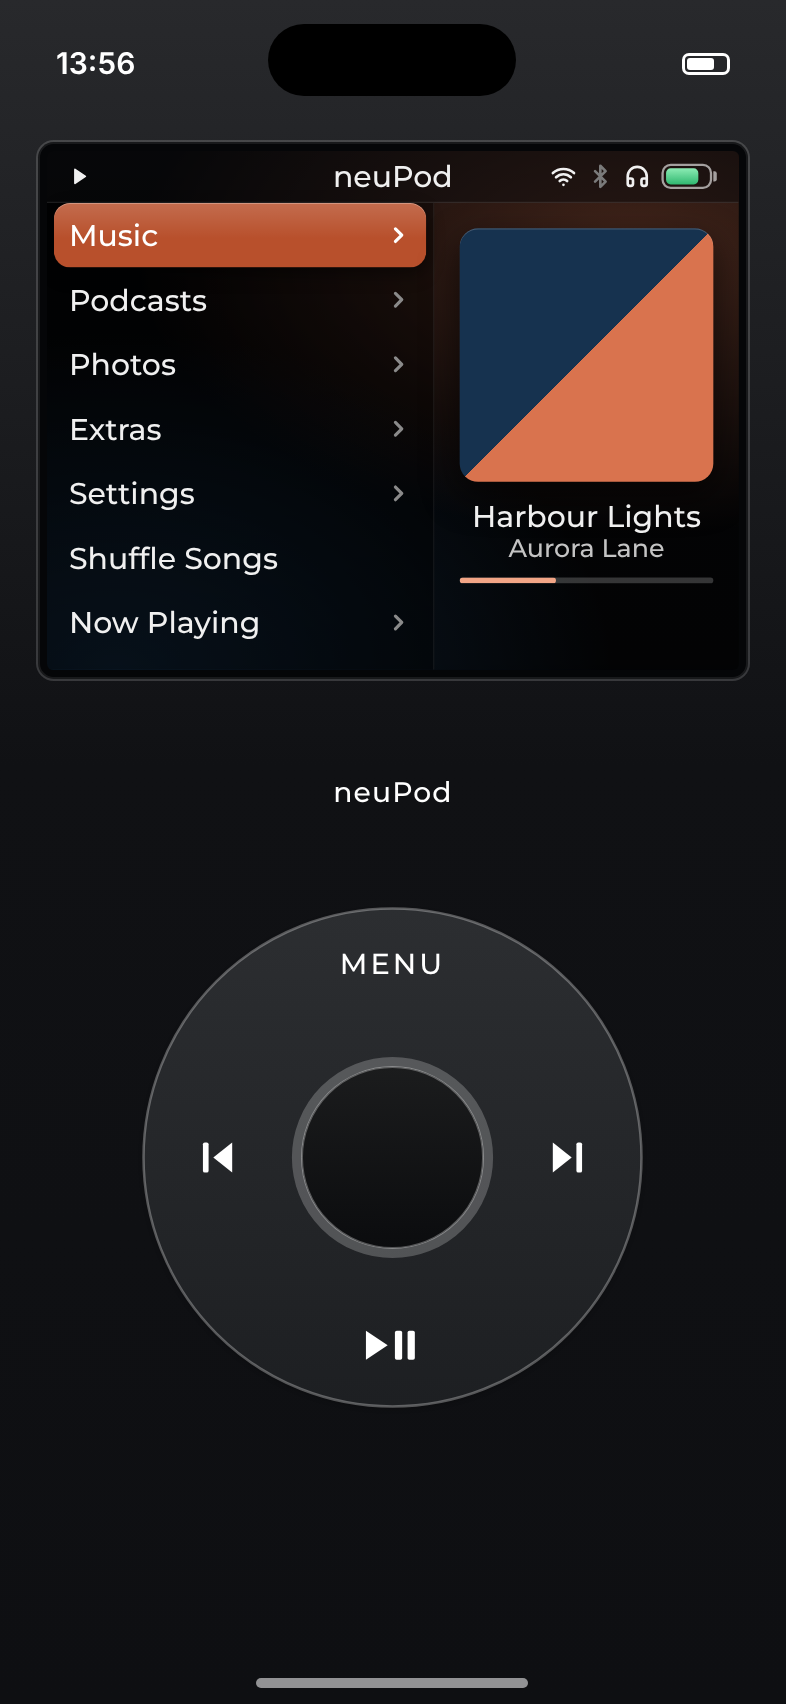 13:56
neuPod
Music
Podcasts
Photos
Extras
Settings
Shuffle Songs
Now Playing
Harbour Lights
Aurora Lane
neuPod
MENU